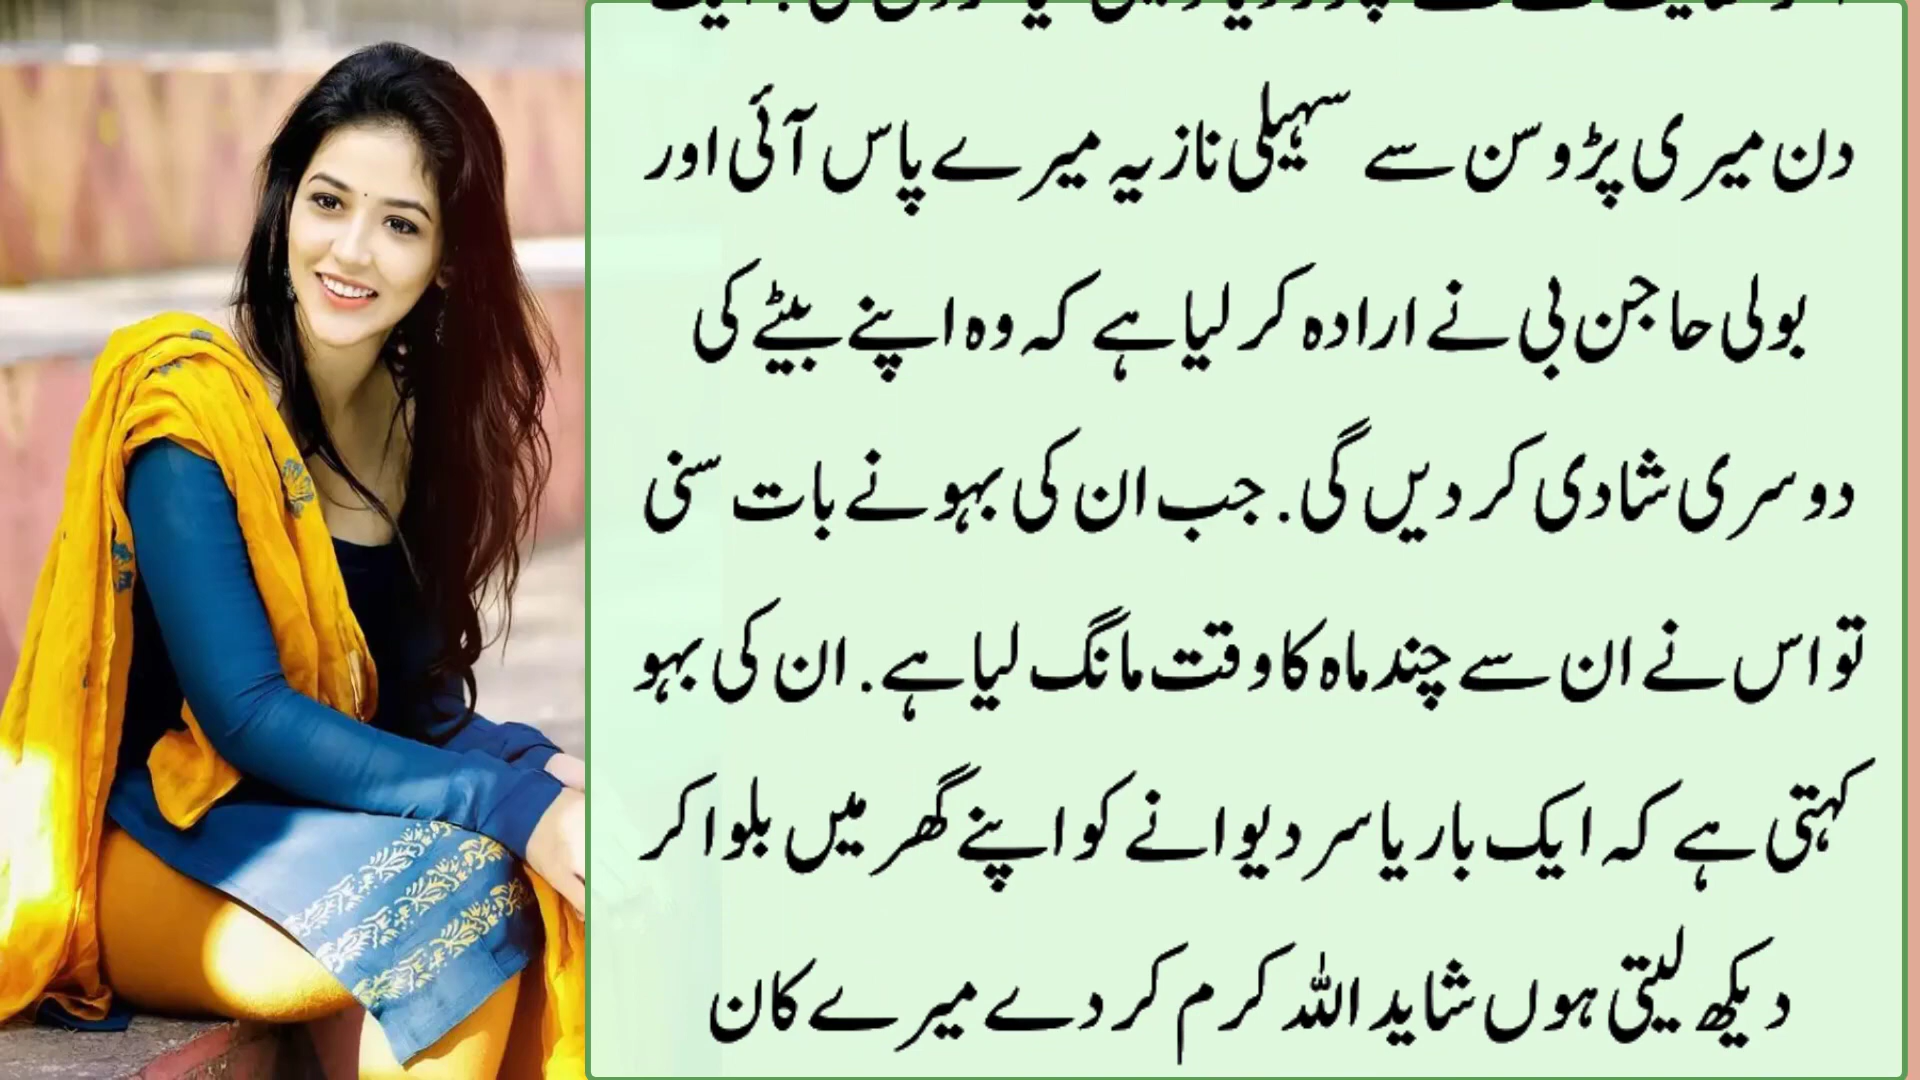 ایک
دن میری پڑوسن سے سہیلی نازیہ میرے پاس آئی اور
بولی حاجن بی نے ارادہ کر لیا ہے کہ وہ اپنے بیٹے کی
دوسری شادی کر دیں گی. جب ان کی بہو نے بات سنی
تو اس نے ان سے چند ماہ کا وقت مانگ لیا ہے. ان کی بہو
کہتی ہے کہ ایک بار یاسر دیوانے کو اپنے گھر میں بلوا کر
دیکھ لیتی ہوں شاید اللہ کرم کر دے میرے کان